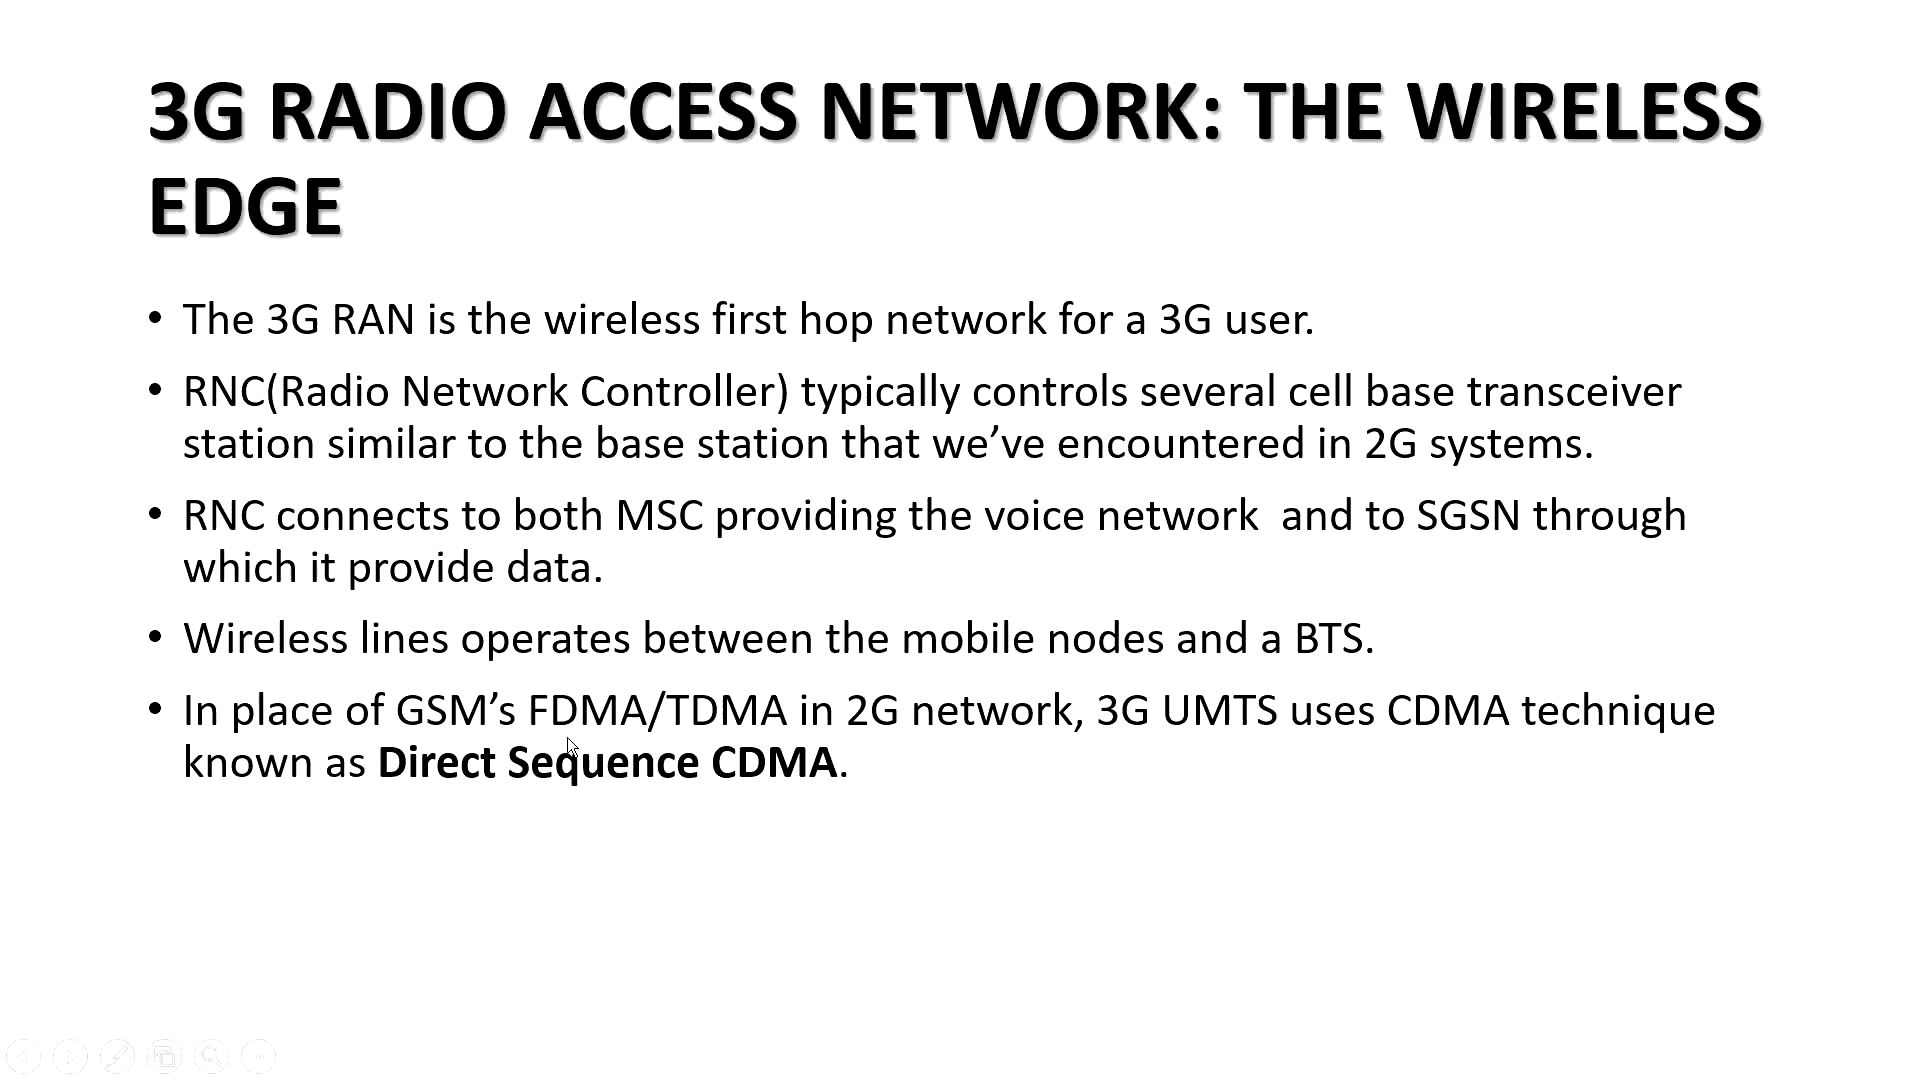 3G RADIO ACCESS NETWORK: THE WIRELESS
EDGE
• The 3G RAN is the wireless first hop network for a 3G user.
• RNC(Radio Network Controller) typically controls several cell base transceiver
station similar to the base station that we’ve encountered in 2G systems.
• RNC connects to both MSC providing the voice network  and to SGSN through
which it provide data.
• Wireless lines operates between the mobile nodes and a BTS.
• In place of GSM’s FDMA/TDMA in 2G network, 3G UMTS uses CDMA technique
known as Direct Sequence CDMA.